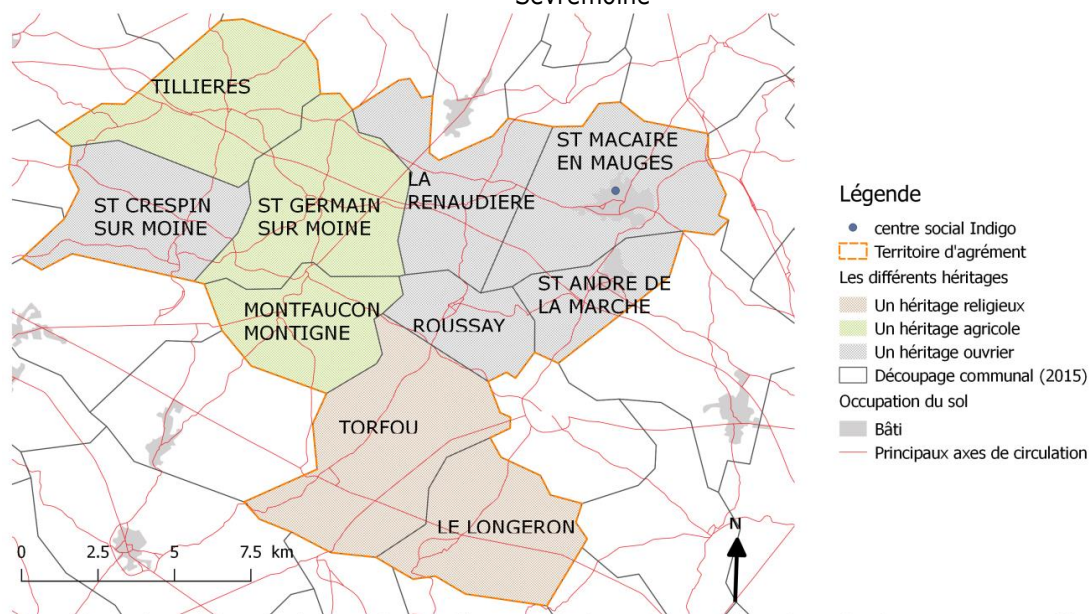 Sèvremoine
TILLIERES
ST MACAIRE
EN MAUGES
LA
RENAUDIERE
ST CRESPIN
SUR MOINE
ST GERMAIN
SUR MOINE
ST ANDRE DE
LA MARCHE
MONTFAUCON
MONTIGNE
ROUSSAY
TORFOU
LE LONGERON
N
0 2.5 5 7.5 km
Légende
centre social Indigo
Territoire d'agrément
Les différents héritages
Un héritage religieux
Un héritage agricole
Un héritage ouvrier
Découpage communal (2015)
Occupation du sol
Bâti
Principaux axes de circulation